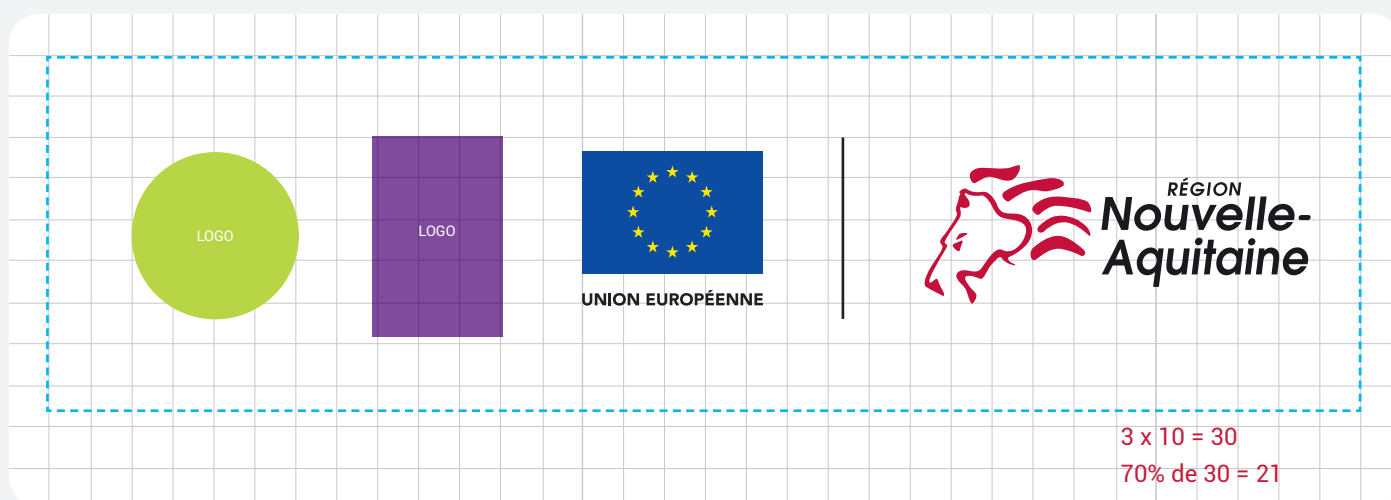 LOGO
LOGO
UNION EUROPÉENNE
RÉGION
Nouvelle-
Aquitaine
3 x 10 = 30
70% de 30 = 21